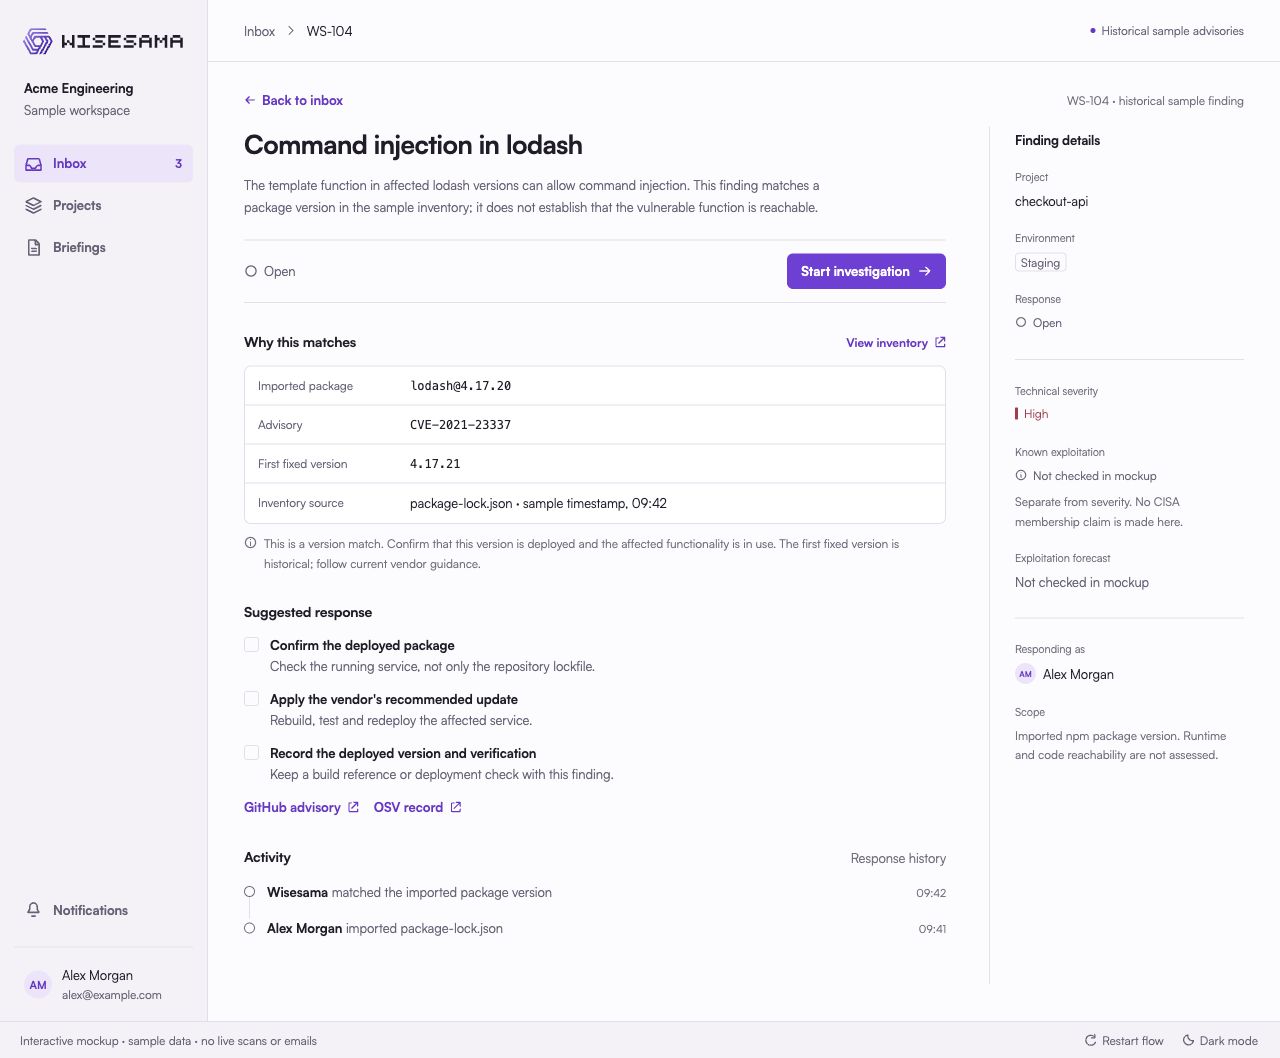 WISESAMA
Acme Engineering
Sample workspace
Inbox 3
Projects
Briefings
Notifications
AM
Alex Morgan
alex@example.com
Inbox > WS-104
• Historical sample advisories
← Back to inbox
WS-104 · historical sample finding
Command injection in lodash
The template function in affected lodash versions can allow command injection. This finding matches a
package version in the sample inventory; it does not establish that the vulnerable function is reachable.
Open
Start investigation →
Why this matches
View inventory
Imported package lodash@4.17.20
Advisory CVE-2021-23337
First fixed version 4.17.21
Inventory source package-lock.json · sample timestamp, 09:42
This is a version match. Confirm that this version is deployed and the affected functionality is in use. The first fixed version is
historical; follow current vendor guidance.
Suggested response
Confirm the deployed package
Check the running service, not only the repository lockfile.
Apply the vendor's recommended update
Rebuild, test and redeploy the affected service.
Record the deployed version and verification
Keep a build reference or deployment check with this finding.
GitHub advisory OSV record
Activity
Response history
Wisesama matched the imported package version 09:42
Alex Morgan imported package-lock.json 09:41
Finding details
Project
checkout-api
Environment
Staging
Response
Open
Technical severity
High
Known exploitation
Not checked in mockup
Separate from severity. No CISA
membership claim is made here.
Exploitation forecast
Not checked in mockup
Responding as
AM Alex Morgan
Scope
Imported npm package version. Runtime
and code reachability are not assessed.
Interactive mockup · sample data · no live scans or emails
Restart flow
Dark mode